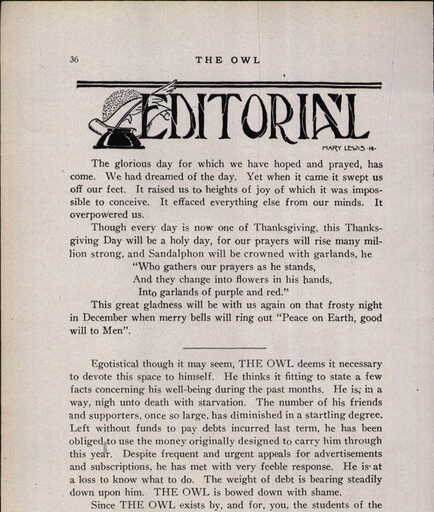 36
THE OWL
EDITORIAL
MARY LEWIS -14-
The glorious day for which we have hoped and prayed, has
come. We had dreamed of the day. Yet when it came it swept us
off our feet. It raised us to heights of joy of which it was impos-
sible to conceive. It effaced everything else from our minds. It
overpowered us.
Though every day is now one of Thanksgiving, this Thanks-
giving Day will be a holy day, for our prayers will rise many mil-
lion strong, and Sandalphon will be crowned with garlands, he
"Who gathers our prayers as he stands,
And they change into flowers in his hands,
Into garlands of purple and red."
This great gladness will be with us again on that frosty night
in December when merry bells will ring out "Peace on Earth, good
will to Men".
Egotistical though it may seem, THE OWL deems it necessary
to devote this space to himself. He thinks it fitting to state a few
facts concerning his well-being during the past months. He is, in a
way, nigh unto death with starvation. The number of his friends
and supporters, once so large, has diminished in a startling degree.
Left without funds to pay debts incurred last term, he has been
obliged to use the money originally designed to carry him through
this year. Despite frequent and urgent appeals for advertisements
and subscriptions, he has met with very feeble response. He is at
a loss to know what to do. The weight of debt is bearing steadily
down upon him. THE OWL is bowed down with shame.
Since THE OWL exists by, and for, you, the students of the